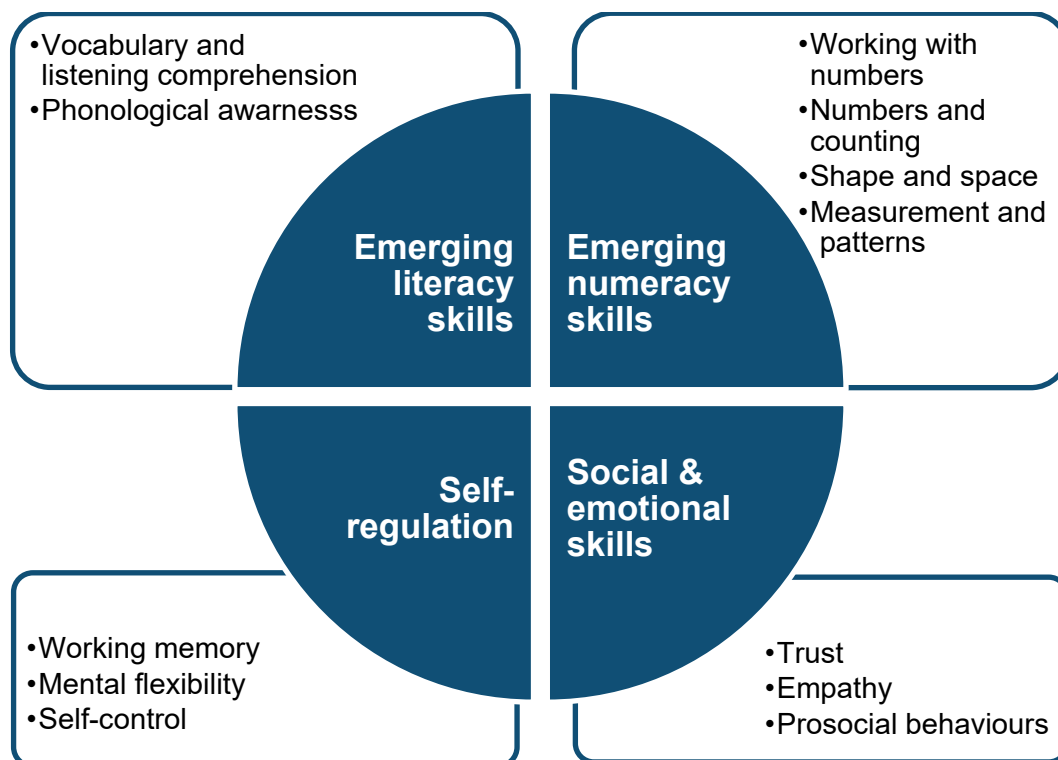 •Vocabulary and
listening comprehension
•Phonological awarnesss
•Working with
numbers
•Numbers and
counting
•Shape and space
•Measurement and
patterns
Emerging
literacy
skills
Emerging
numeracy
skills
Self-
regulation
Social &
emotional
skills
•Working memory
•Mental flexibility
•Self-control
•Trust
•Empathy
•Prosocial behaviours